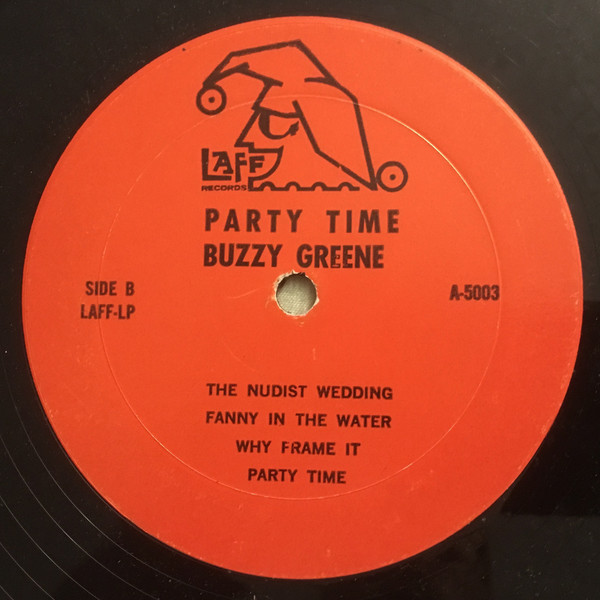 LAFF
RECORDS
PARTY TIME
BUZZY GREENE
SIDE B
LAFF-LP
A-5003
THE NUDIST WEDDING
FANNY IN THE WATER
WHY FRAME IT
PARTY TIME